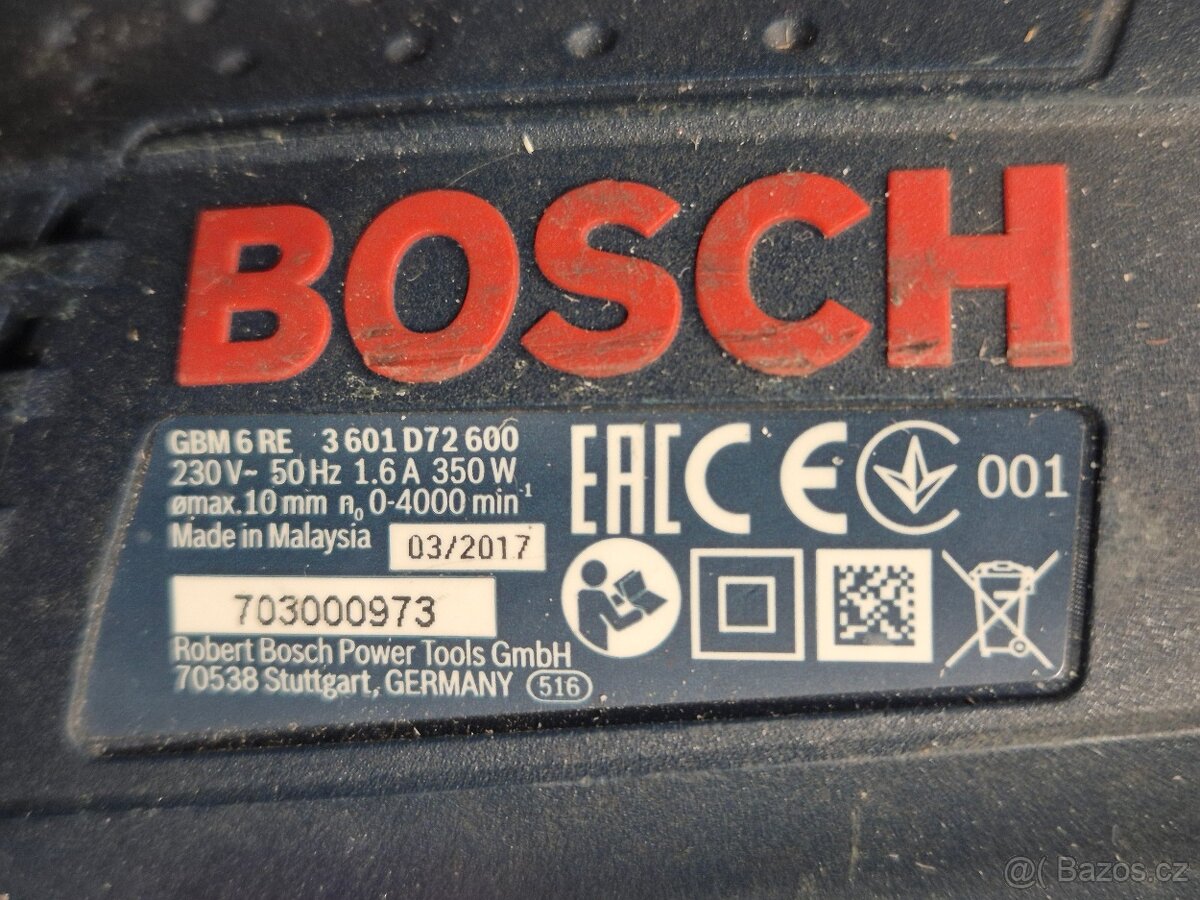 BOSCH
GBM 6 RE 3 601 D72 600
230 V~ 50 Hz 1.6 A 350 W
ømax. 10 mm n₀ 0-4000 min⁻¹
Made in Malaysia 03/2017
703000973
Robert Bosch Power Tools GmbH
70538 Stuttgart, GERMANY 516
EAC CE 001
@( Bazos.cz